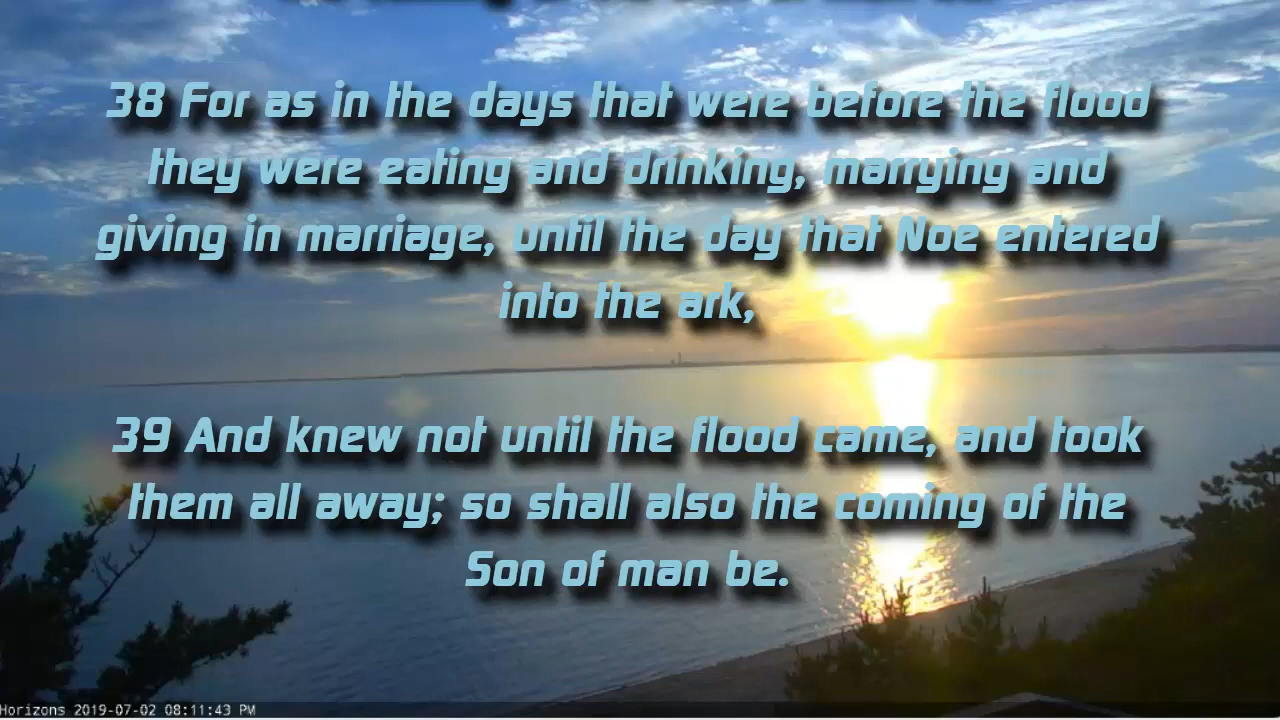 38 For as in the days that were before the flood
they were eating and drinking, marrying and
giving in marriage, until the day that Noe entered
into the ark,
39 And knew not until the flood came, and took
them all away; so shall also the coming of the
Son of man be.
Horizons 2019-07-02 08:11:43 PM